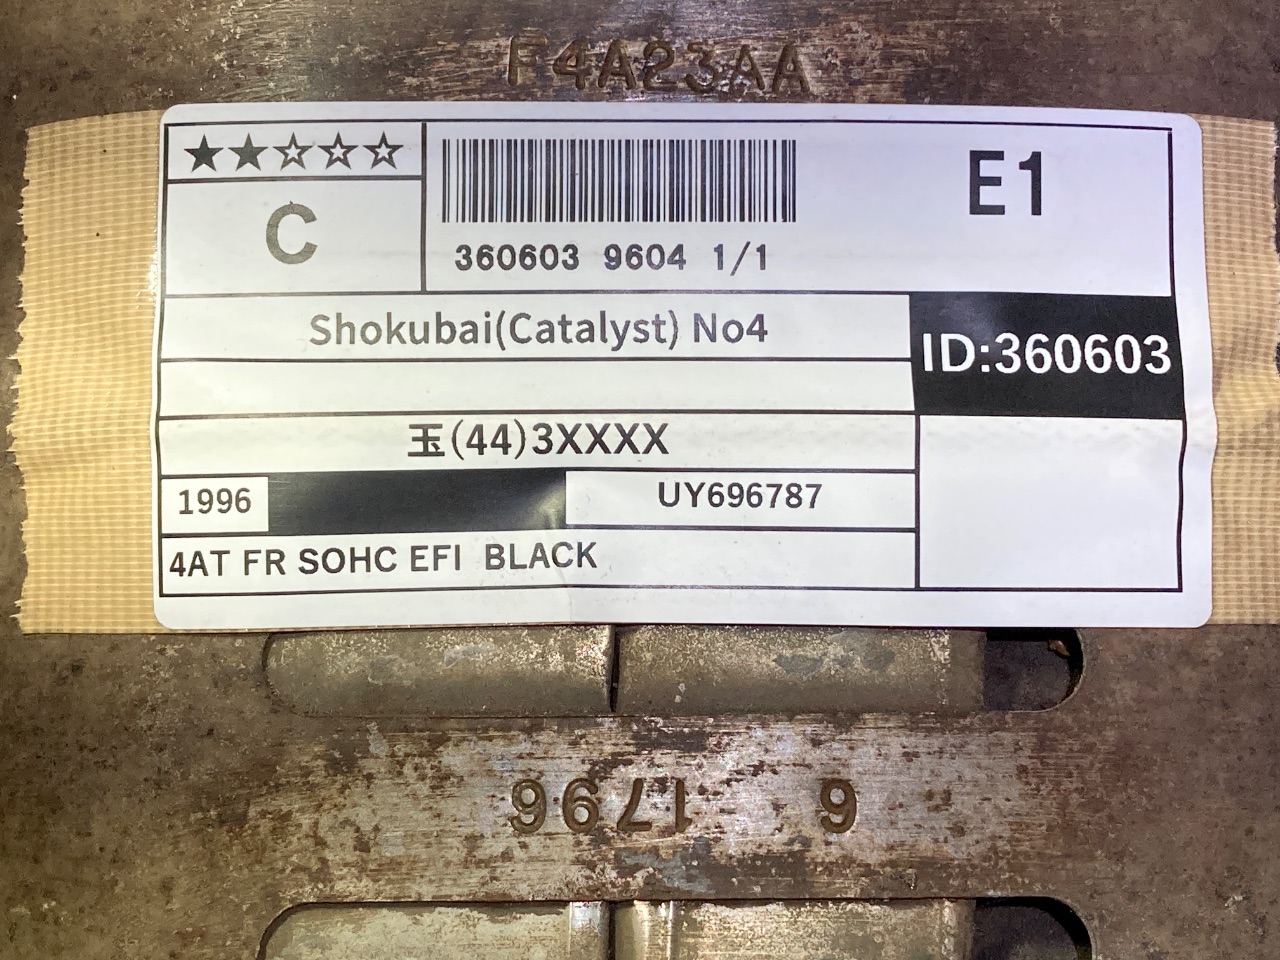 F4A23AA
★★☆☆☆
C
360603 9604 1/1
E1
Shokubai(Catalyst) No4
ID:360603
玉(44)3XXXX
1996
UY696787
4AT FR SOHC EFI BLACK
9 9671